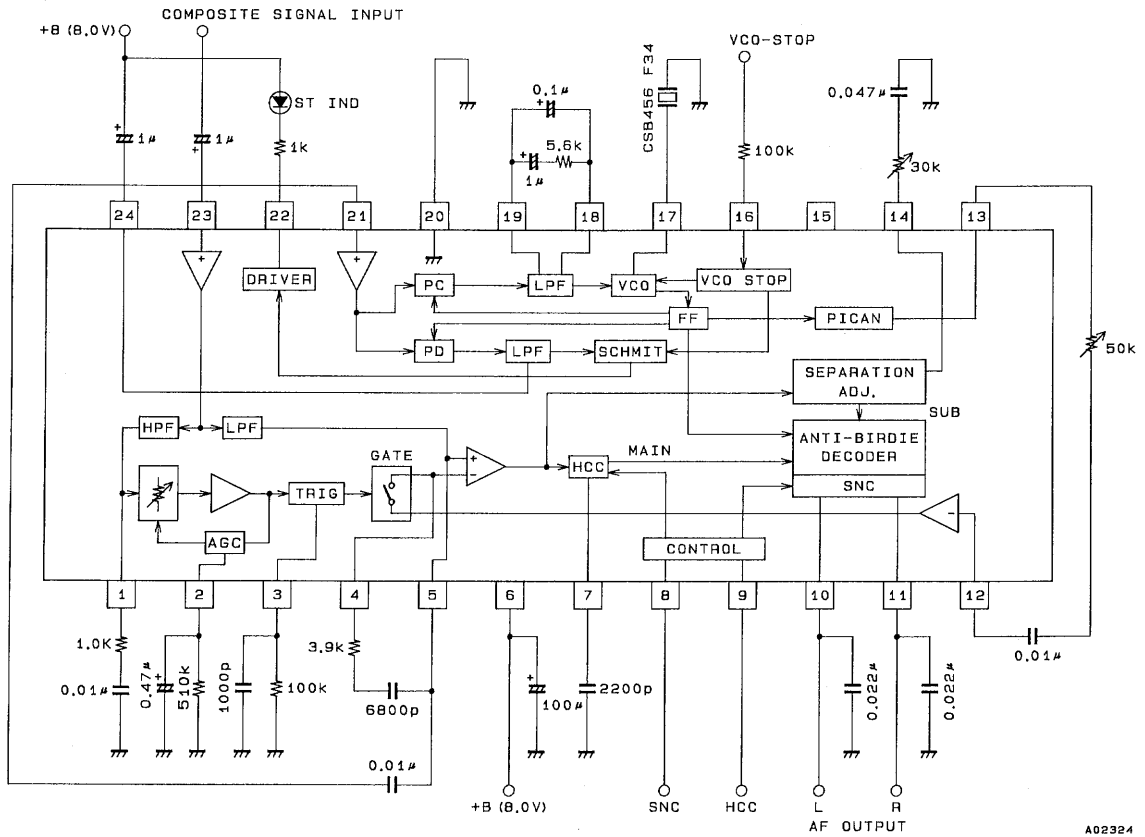 COMPOSITE SIGNAL INPUT
+B (8.0V)
VCO-STOP
ST IND
0.1μ
CSB456 F34
0.047μ
+
1μ
+
1μ
1k
+
+
1μ
5.6k
100k
30k
24
23
22
21
20
19
18
17
16
15
14
13
+
+
DRIVER
PC
LPF
VCO
VCO STOP
FF
PICAN
PD
LPF
SCHMIT
50k
SEPARATION
ADJ.
SUB
HPF
LPF
ANTI-BIRDIE
DECODER
GATE
+
-
HCC
MAIN
SNC
TRIG
-
AGC
CONTROL
1
2
3
4
5
6
7
8
9
10
11
12
1.0K
0.01μ
0.47μ
+
510k
1000p
100k
3.9k
6800p
+
100μ
2200p
0.022μ
0.022μ
0.01μ
0.01μ
+B (8.0V)
SNC
HCC
L
R
AF OUTPUT
A02324